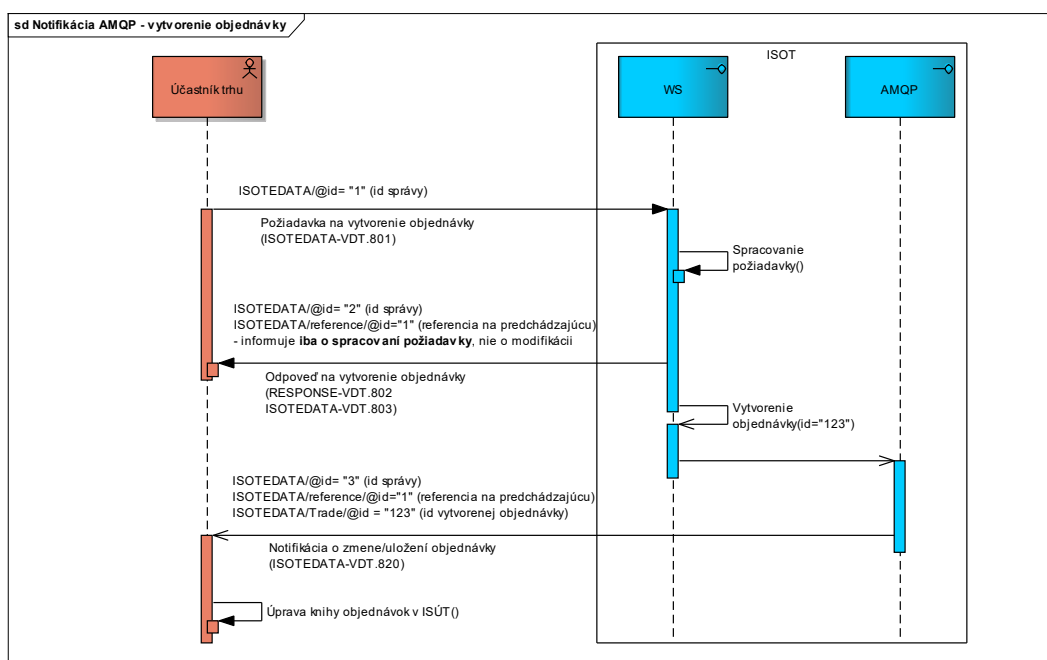 sd Notifikácia AMQP - vytvorenie objednávky
ISOT
Účastník trhu
WS
AMQP
ISOTEDATA/@id= "1" (id správy)
Požiadavka na vytvorenie objednávky
(ISOTEDATA-VDT.801)
Spracovanie
požiadavky()
ISOTEDATA/@id= "2" (id správy)
ISOTEDATA/reference/@id="1" (referencia na predchádzajúcu)
- informuje iba o spracovaní požiadavky, nie o modifikácii
Odpoveď na vytvorenie objednávky
(RESPONSE-VDT.802
ISOTEDATA-VDT.803)
Vytvorenie
objednávky(id="123")
ISOTEDATA/@id= "3" (id správy)
ISOTEDATA/reference/@id="1" (referencia na predchádzajúcu)
ISOTEDATA/Trade/@id = "123" (id vytvorenej objednávky)
Notifikácia o zmene/uložení objednávky
(ISOTEDATA-VDT.820)
Úprava knihy objednávok v ISÚT()